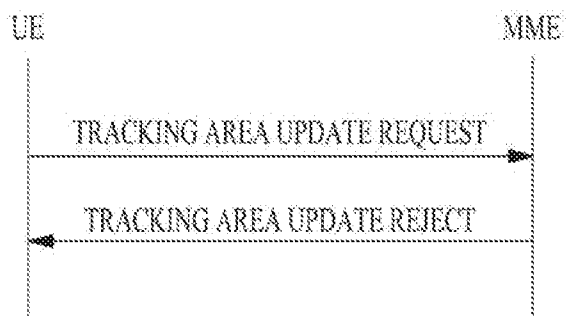 UE
MME
TRACKING AREA UPDATE REQUEST
TRACKING AREA UPDATE REJECT